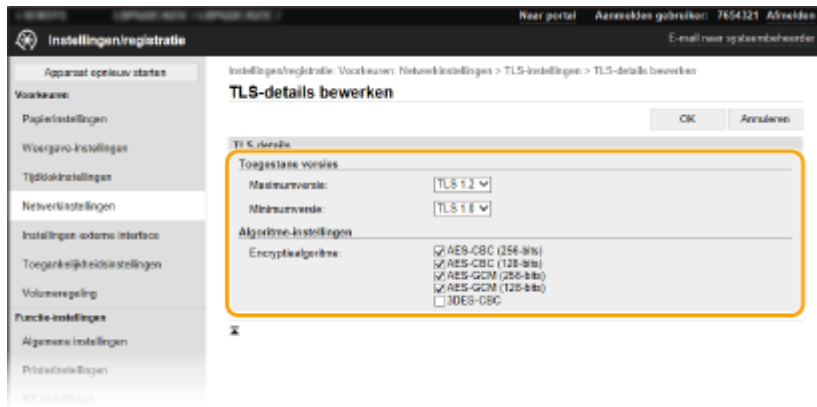 Naar portal Aanmelden gebruiker: 7654321 Afmelden
Instellingen/registratie
E-mail naar systeembeheerder
Apparaat opnieuw starten
Voorkeuren
Papierinstellingen
Weergave-instellingen
Tijdklokinstellingen
Netwerkinstellingen
Instellingen externe interface
Toegankelijkheidsinstellingen
Volumeregeling
Functie-instellingen
Algemene instellingen
Printerinstellingen
Instellingen/registratie: Voorkeuren: Netwerkinstellingen > TLS-instellingen > TLS-details bewerken
TLS-details bewerken
OK Annuleren
TLS-details
Toegestane versies
Maximumversie: TLS 1.2
Minimumversie: TLS 1.0
Algoritme-instellingen
Encryptiealgoritme: AES-CBC (256-bits)
AES-CBC (128-bits)
AES-GCM (256-bits)
AES-GCM (128-bits)
3DES-CBC